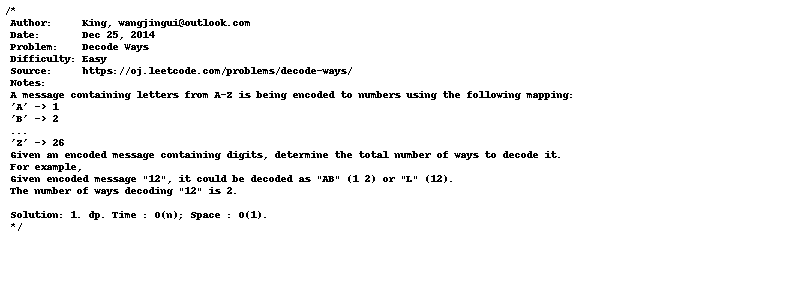 /*
Author: King, wangjingui@outlook.com
Date: Dec 25, 2014
Problem: Decode Ways
Difficulty: Easy
Source: https://oj.leetcode.com/problems/decode-ways/
Notes:
A message containing letters from A-Z is being encoded to numbers using the following mapping:
'A' -> 1
'B' -> 2
...
'Z' -> 26
Given an encoded message containing digits, determine the total number of ways to decode it.
For example,
Given encoded message "12", it could be decoded as "AB" (1 2) or "L" (12).
The number of ways decoding "12" is 2.
Solution: 1. dp. Time : O(n); Space : O(1).
*/